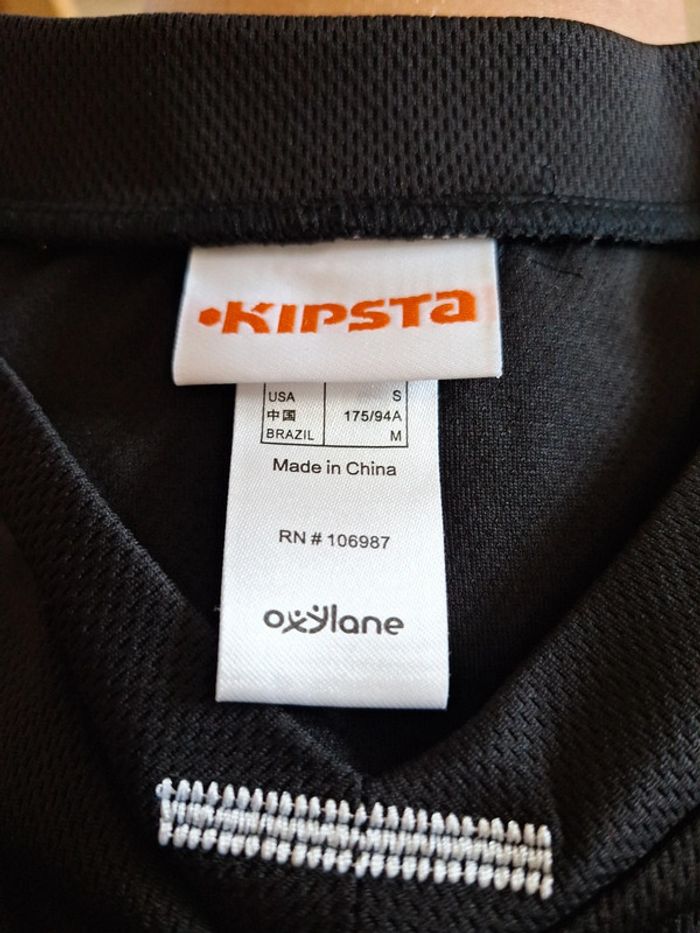 KIPSTA
USA S
中国 175/94A
BRAZIL M
Made in China
RN # 106987
oxylane